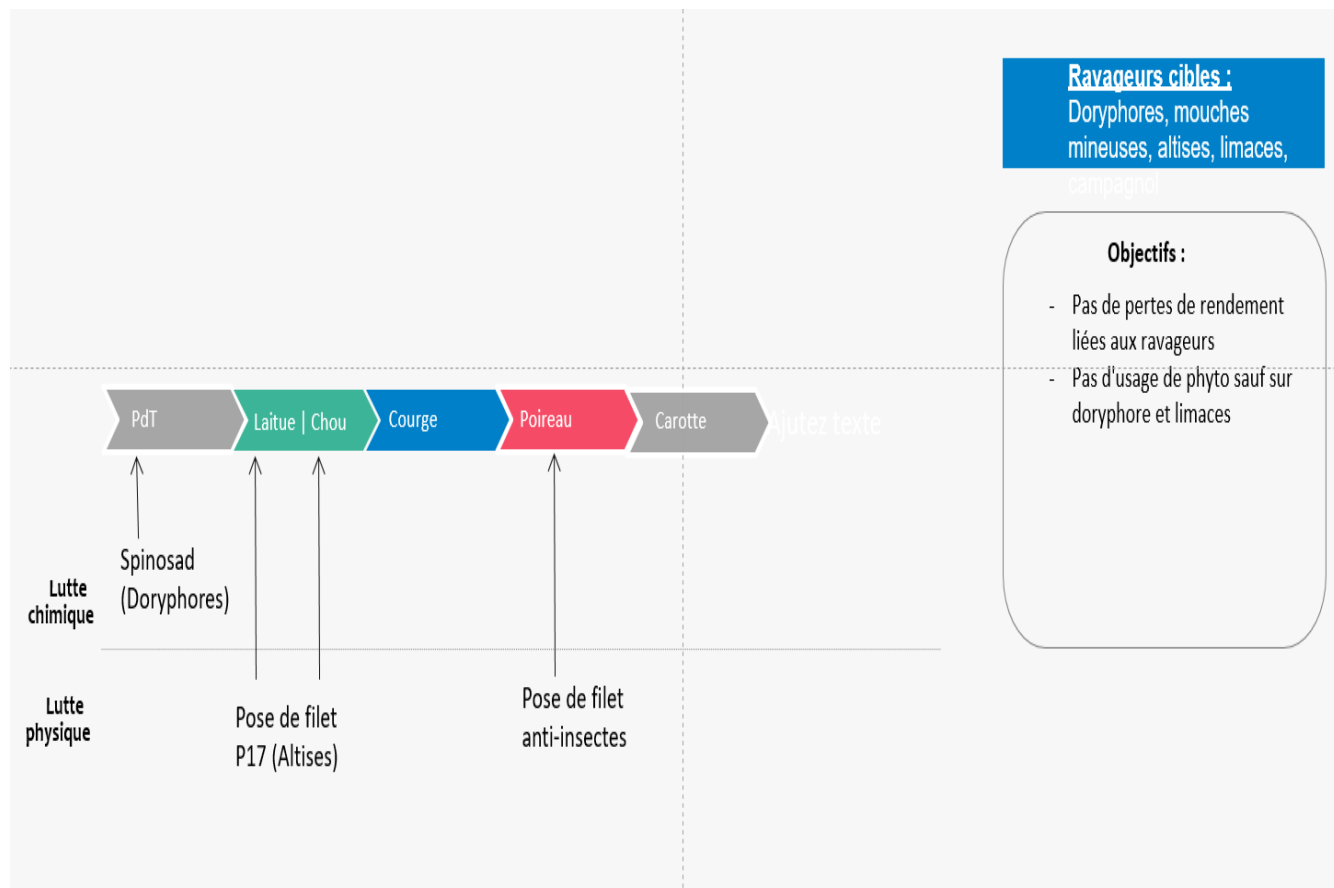 Ravageurs cibles :
Doryphores, mouches
mineuses, altises, limaces,
campagnol
Objectifs :
- Pas de pertes de rendement
liées aux ravageurs
- Pas d'usage de phyto sauf sur
doryphore et limaces
PdT
Laitue | Chou
Courge
Poireau
Carotte
Ajutez texte
Lutte
chimique
Spinosad
(Doryphores)
Lutte
physique
Pose de filet
P17 (Altises)
Pose de filet
anti-insectes